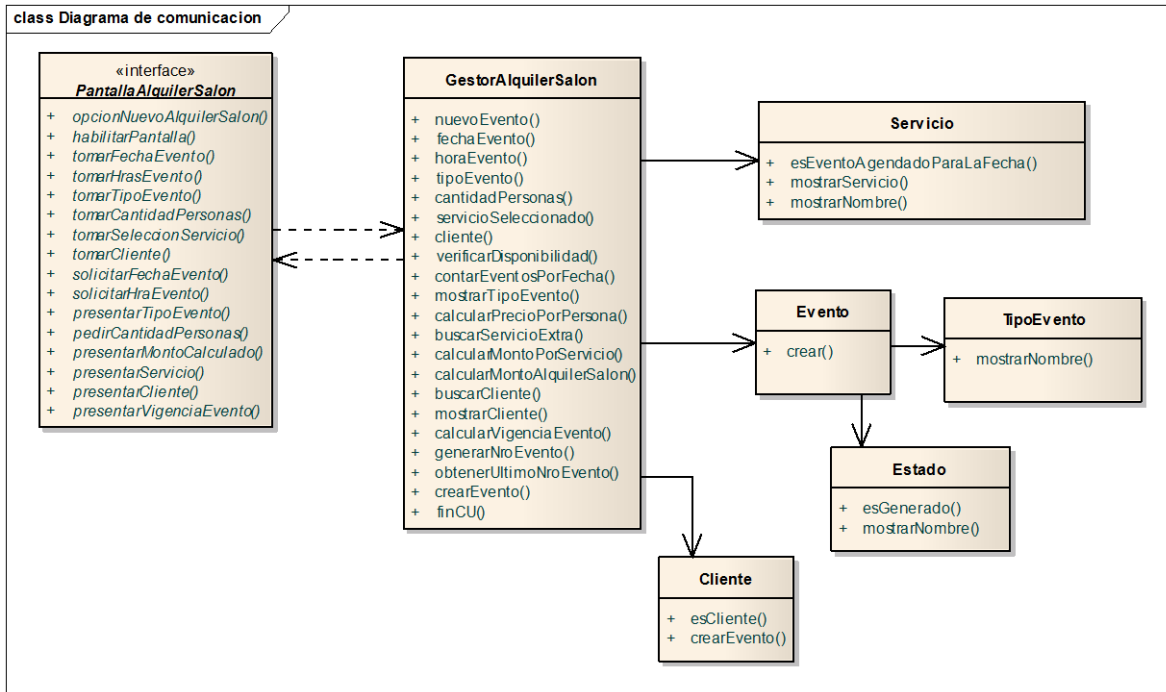 class Diagrama de comunicacion
«interface»
PantallaAlquilerSalon
+ opcionNuevoAlquilerSalon()
+ habilitarPantalla()
+ tomarFechaEvento()
+ tomarHrasEvento()
+ tomarTipoEvento()
+ tomarCantidadPersonas()
+ tomarSeleccionServicio()
+ tomarCliente()
+ solicitarFechaEvento()
+ solicitarHraEvento()
+ presentarTipoEvento()
+ pedirCantidadPersonas()
+ presentarMontoCalculado()
+ presentarServicio()
+ presentarCliente()
+ presentarVigenciaEvento()
GestorAlquilerSalon
+ nuevoEvento()
+ fechaEvento()
+ horaEvento()
+ tipoEvento()
+ cantidadPersonas()
+ servicioSeleccionado()
+ cliente()
+ verificarDisponibilidad()
+ contarEventosPorFecha()
+ mostrarTipoEvento()
+ calcularPrecioPorPersona()
+ buscarServicioExtra()
+ calcularMontoPorServicio()
+ calcularMontoAlquilerSalon()
+ buscarCliente()
+ mostrarCliente()
+ calcularVigenciaEvento()
+ generarNroEvento()
+ obtenerUltimoNroEvento()
+ crearEvento()
+ finCU()
Servicio
+ esEventoAgendadoParaLaFecha()
+ mostrarServicio()
+ mostrarNombre()
Evento
+ crear()
TipoEvento
+ mostrarNombre()
Estado
+ esGenerado()
+ mostrarNombre()
Cliente
+ esCliente()
+ crearEvento()